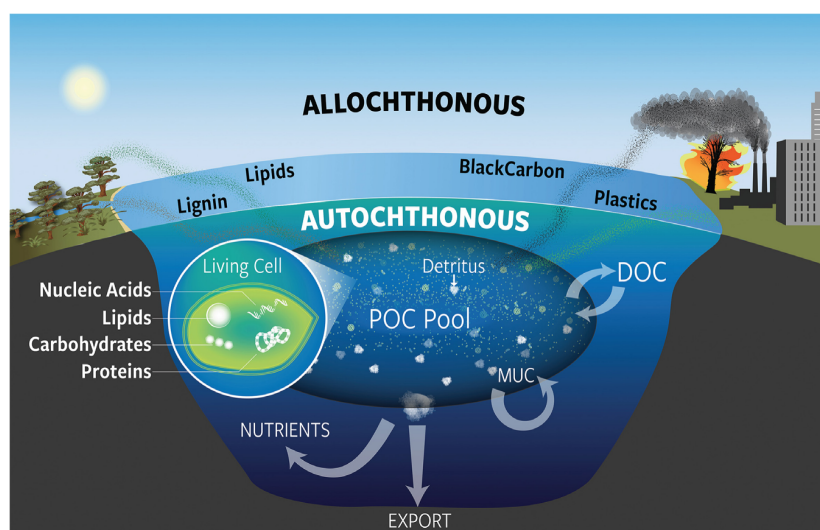 ALLOCHTHONOUS
Lipids
BlackCarbon
Lignin
Plastics
AUTOCHTHONOUS
Living Cell
Detritus
DOC
Nucleic Acids
Lipids
Carbohydrates
Proteins
POC Pool
MUC
NUTRIENTS
EXPORT